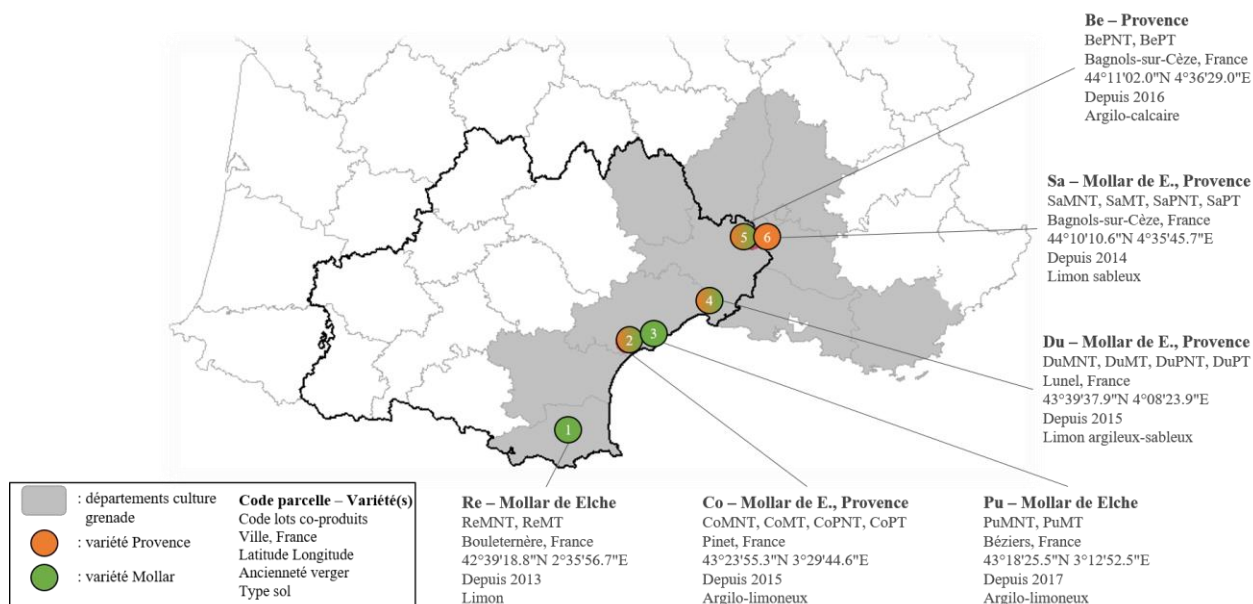 Be – Provence
BePNT, BePT
Bagnols-sur-Cèze, France
44°11'02.0"N 4°36'29.0"E
Depuis 2016
Argilo-calcaire
Sa – Mollar de E., Provence
SaMNT, SaMT, SaPNT, SaPT
Bagnols-sur-Cèze, France
44°10'10.6"N 4°35'45.7"E
Depuis 2014
Limon sableux
5
6
4
3
2
1
Du – Mollar de E., Provence
DuMNT, DuMT, DuPNT, DuPT
Lunel, France
43°39'37.9"N 4°08'23.9"E
Depuis 2015
Limon argileux-sableux
: départements culture
grenade
: variété Provence
: variété Mollar
Code parcelle – Variété(s)
Code lots co-produits
Ville, France
Latitude Longitude
Ancienneté verger
Type sol
Re – Mollar de Elche
ReMNT, ReMT
Bouleternère, France
42°39'18.8"N 2°35'56.7"E
Depuis 2013
Limon
Co – Mollar de E., Provence
CoMNT, CoMT, CoPNT, CoPT
Pinet, France
43°23'55.3"N 3°29'44.6"E
Depuis 2015
Argilo-limoneux
Pu – Mollar de Elche
PuMNT, PuMT
Béziers, France
43°18'25.5"N 3°12'52.5"E
Depuis 2017
Argilo-limoneux